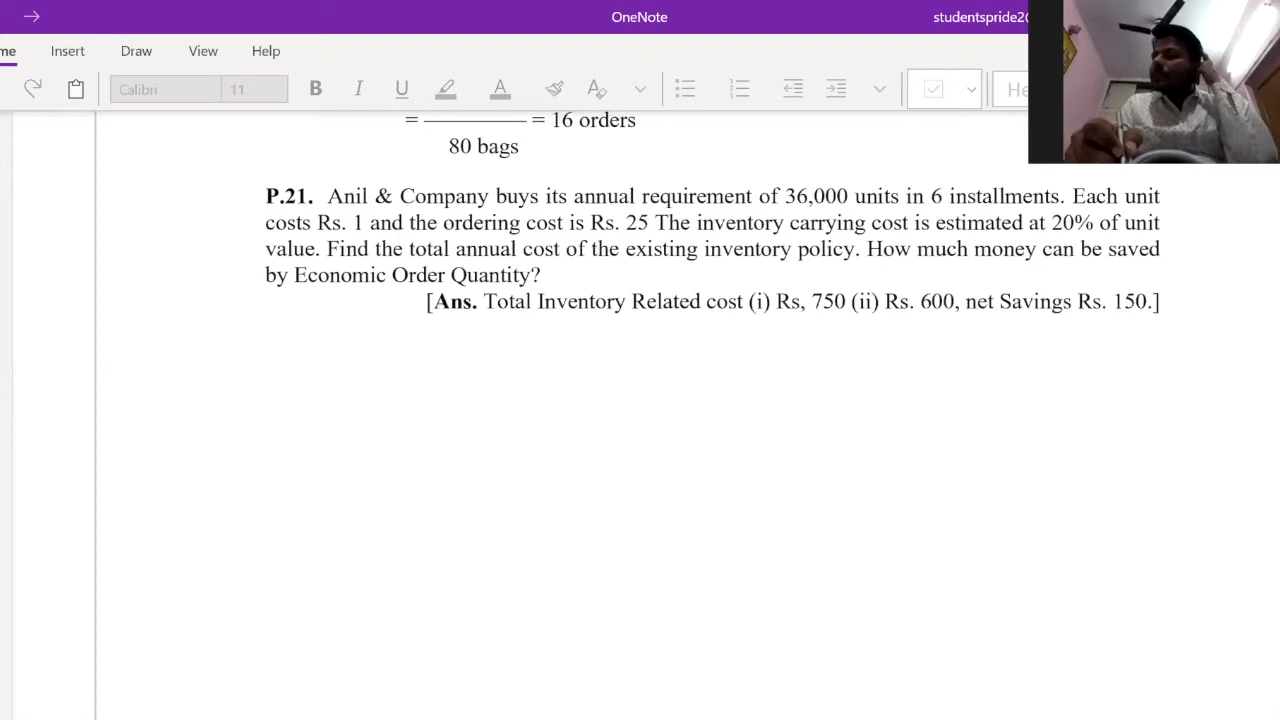 OneNote
studentspride2@
me Insert Draw View Help
Calibri 11 B I U A A He
= = 16 orders
80 bags
P.21. Anil & Company buys its annual requirement of 36,000 units in 6 installments. Each unit
costs Rs. 1 and the ordering cost is Rs. 25 The inventory carrying cost is estimated at 20% of unit
value. Find the total annual cost of the existing inventory policy. How much money can be saved
by Economic Order Quantity?
[Ans. Total Inventory Related cost (i) Rs, 750 (ii) Rs. 600, net Savings Rs. 150.]